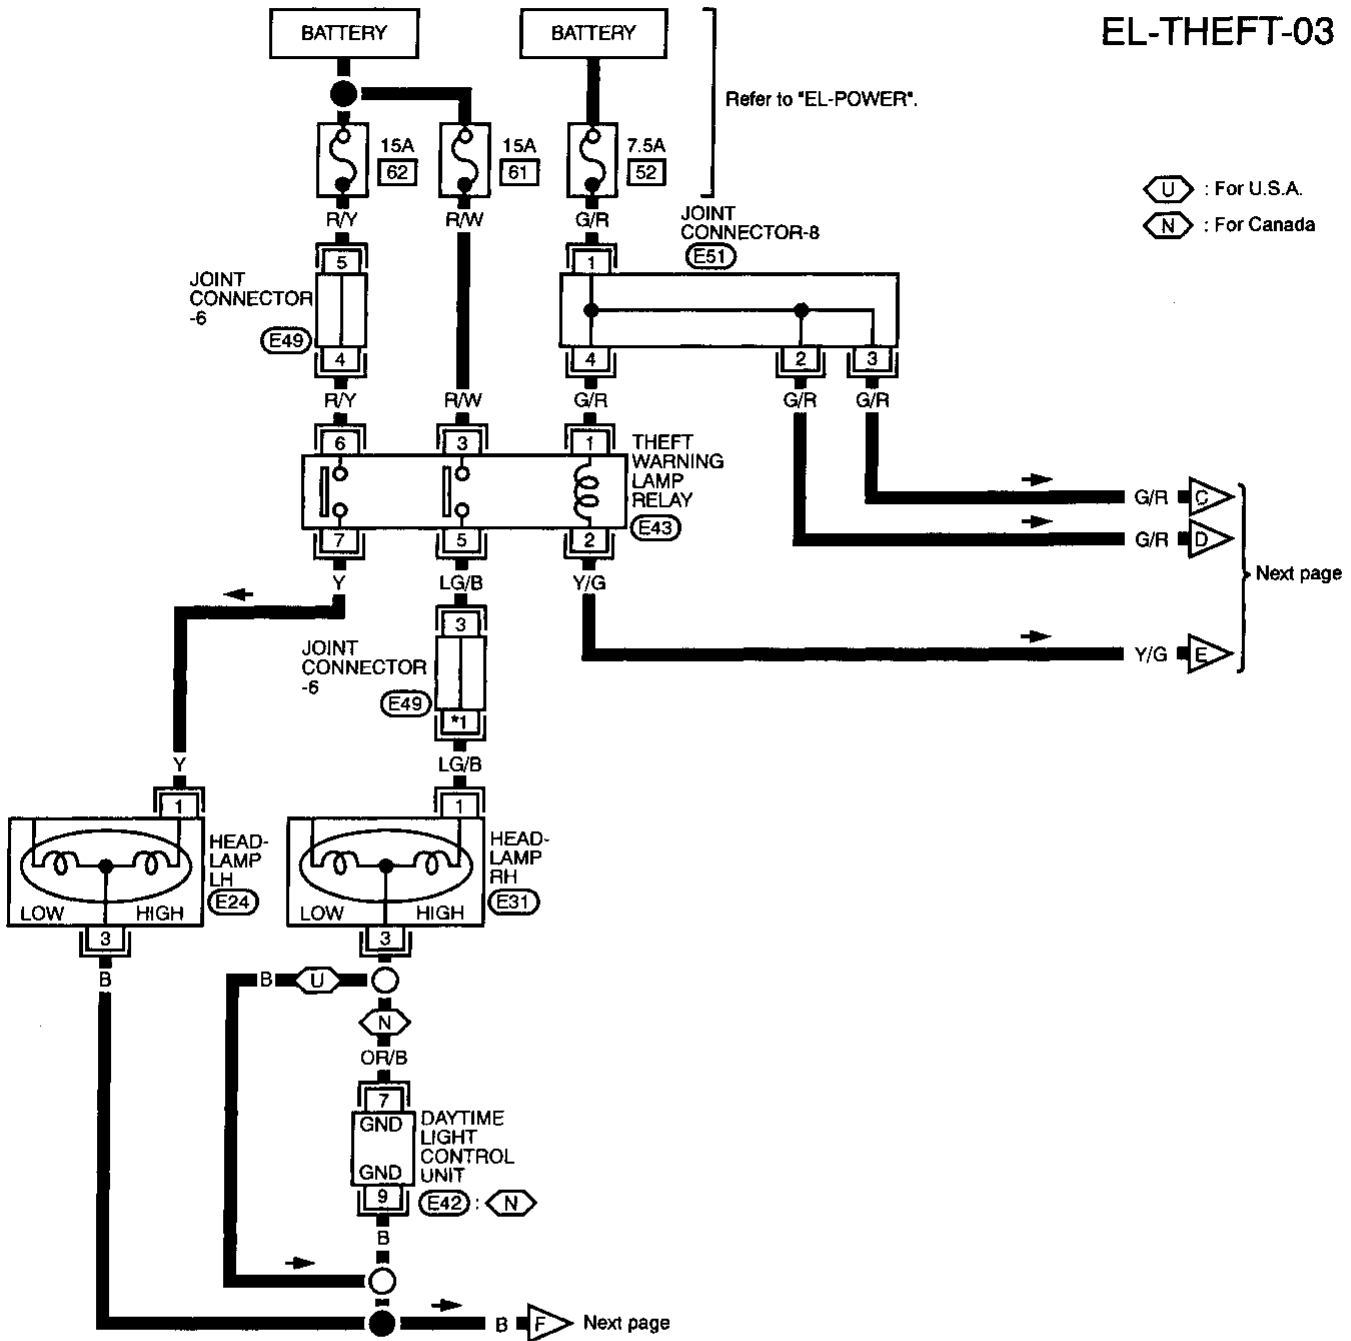 EL-THEFT-03
BATTERY
BATTERY
Refer to "EL-POWER".
15A
62
15A
61
7.5A
52
U : For U.S.A.
N : For Canada
R/Y
R/W
G/R
JOINT
CONNECTOR-8
E51
5
1
JOINT
CONNECTOR
-6
E49
4
4
2
3
R/Y
R/W
G/R
G/R
G/R
6
3
1
THEFT
WARNING
LAMP
RELAY
E43
7
5
2
G/R C
G/R D
Next page
Y
LG/B
Y/G
3
JOINT
CONNECTOR
-6
E49
*1
Y/G E
Y
LG/B
1
1
HEAD-
LAMP
LH
E24
LOW
HIGH
HEAD-
LAMP
RH
E31
LOW
HIGH
3
3
B
B
U
N
OR/B
7
GND
DAYTIME
LIGHT
CONTROL
UNIT
GND
9
E42 : N
B
B F Next page